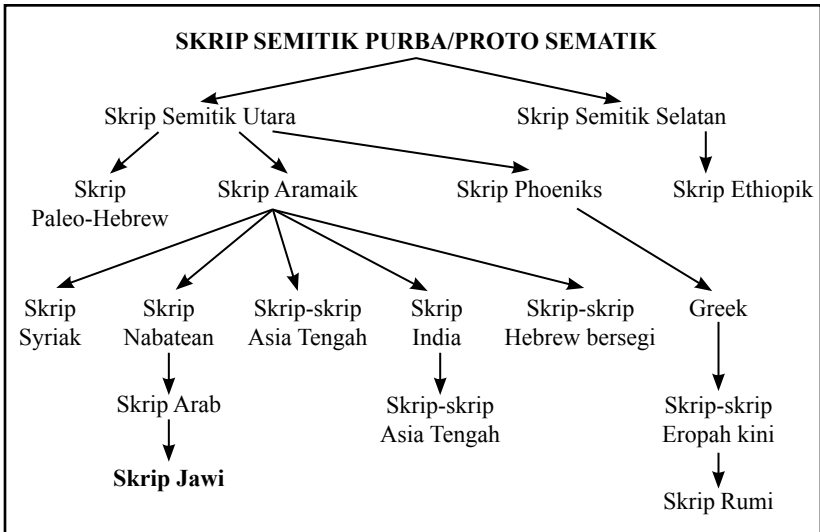 SKRIP SEMITIK PURBA/PROTO SEMATIK
Skrip Semitik Utara
Skrip Semitik Selatan
Skrip
Paleo-Hebrew
Skrip Aramaik
Skrip Phoeniks
Skrip Ethiopik
Skrip
Syriak
Skrip
Nabatean
Skrip-skrip
Asia Tengah
Skrip
India
Skrip-skrip
Hebrew bersegi
Greek
Skrip Arab
Skrip-skrip
Asia Tengah
Skrip-skrip
Eropah kini
Skrip Jawi
Skrip Rumi